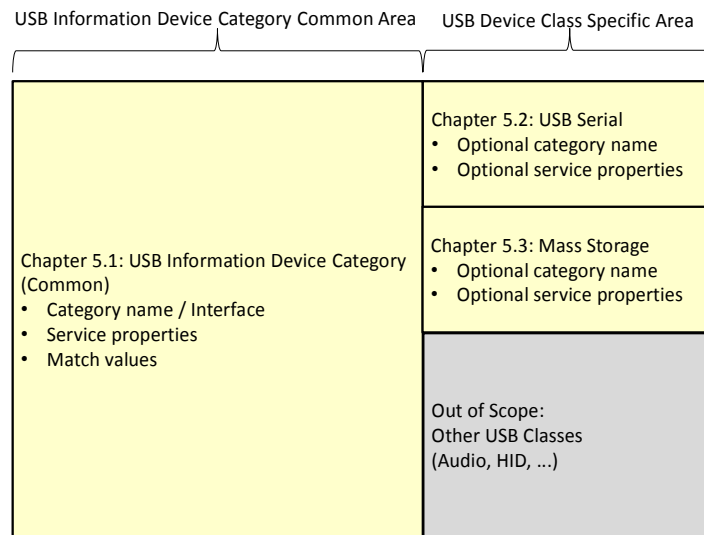 USB Information Device Category Common Area
USB Device Class Specific Area
Chapter 5.1: USB Information Device Category
(Common)
• Category name / Interface
• Service properties
• Match values
Chapter 5.2: USB Serial
• Optional category name
• Optional service properties
Chapter 5.3: Mass Storage
• Optional category name
• Optional service properties
Out of Scope:
Other USB Classes
(Audio, HID, ...)